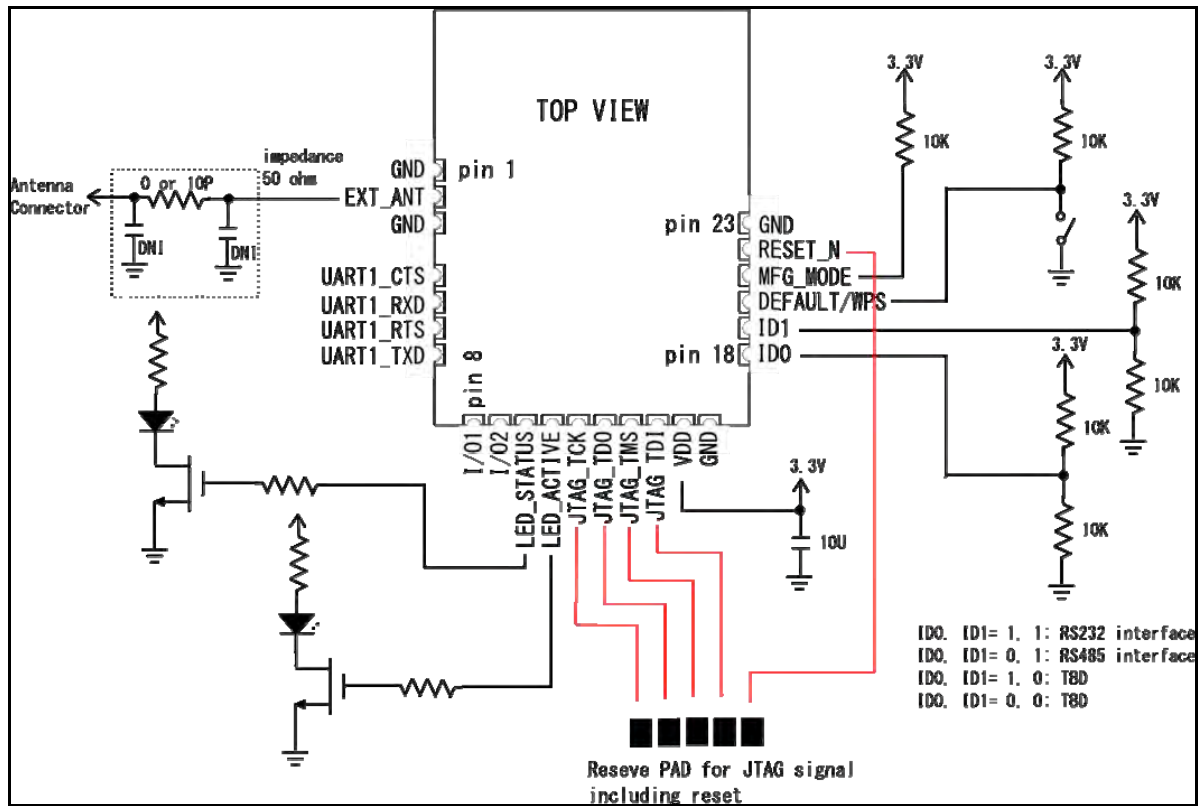 TOP VIEW
3. 3V
3. 3V
10K
10K
impedance
50 ohm
Antenna
Connector
0 or 10P
DNI
DNI
GND
pin 1
EXT_ANT
GND
UART1_CTS
UART1_RXD
UART1_RTS
UART1_TXD
pin 8
pin 23
GND
RESET_N
MFG_MODE
DEFAULT/WPS
ID1
pin 18
ID0
3. 3V
10K
10K
3. 3V
10K
10K
I/O1
I/O2
LED_STATUS
LED_ACTIVE
JTAG_TCK
JTAG_TDO
JTAG_TMS
JTAG_TDI
VDD
GND
3. 3V
10U
ID0, ID1= 1, 1: RS232 interface
ID0, ID1= 0, 1: RS485 interface
ID0, ID1= 1, 0: TBD
ID0, ID1= 0, 0: TBD
Reseve PAD for JTAG signal
including reset